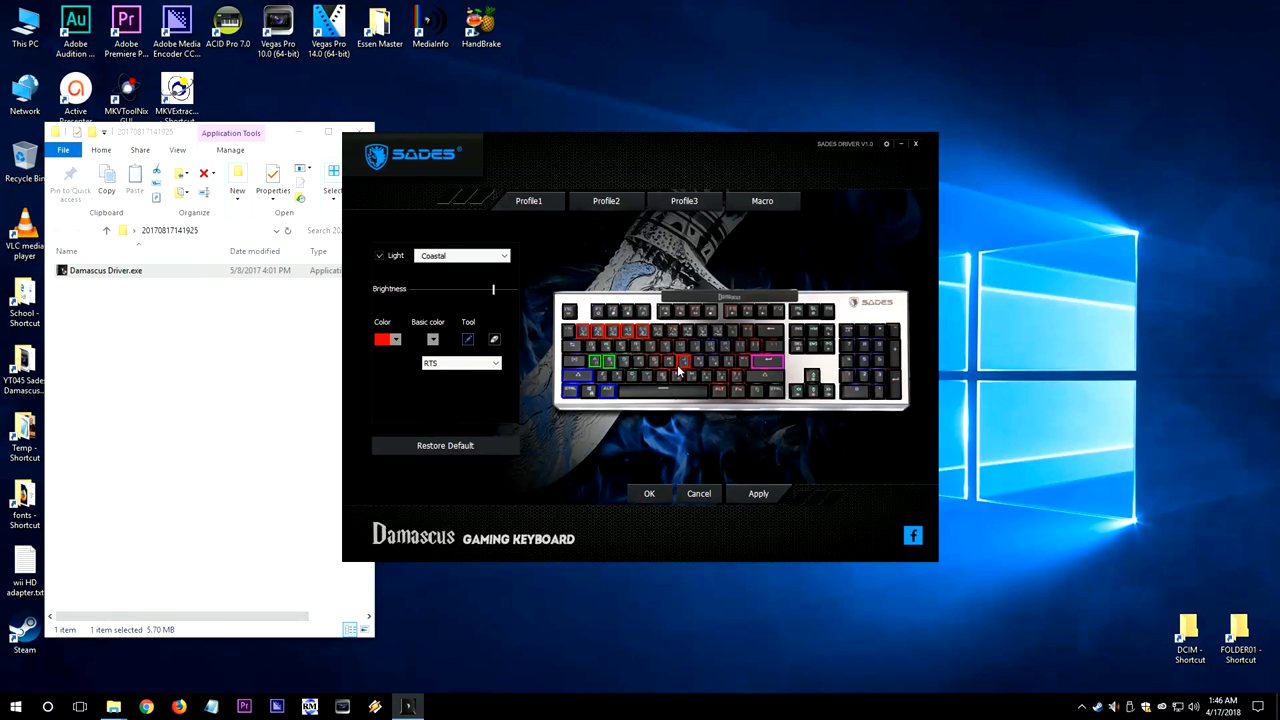 This PC
Adobe
Audition ...
Adobe
Premiere P...
Adobe Media
Encoder CC...
ACID Pro 7.0
Vegas Pro
10.0 (64-bit)
Vegas Pro
14.0 (64-bit)
Essen Master
MediaInfo
HandBrake
Network
Active
Presenter
MKVToolNix
GUI
MKVExtrac...
- Shortcut
Recycle Bin
VLC media
player
School -
Shortcut
YT045 Sades
Damascus...
Temp -
Shortcut
fonts -
Shortcut
wii HD
adapter.txt
Steam
20170817141925
Application Tools
File
Home
Share
View
Manage
Pin to Quick
access
Copy
Paste
New
Properties
Select
Clipboard
Organize
Open
20170817141925
Search 20
Name
Date modified
Type
Damascus Driver.exe
5/8/2017 4:01 PM
Applicati
1 item
1 item selected 5.70 MB
SADES
SADES DRIVER V1.0
Profile1
Profile2
Profile3
Macro
Light
Coastal
Brightness
Color
Basic color
Tool
RTS
Restore Default
Damascus
SADES
OK
Cancel
Apply
Damascus GAMING KEYBOARD
DCIM -
Shortcut
FOLDER01 -
Shortcut
1:46 AM
4/17/2018